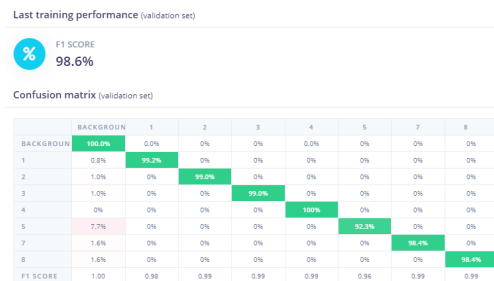 Last training performance (validation set)
%
F1 SCORE
98.6%
Confusion matrix (validation set)
BACKGROUN 1 2 3 4 5 7 8
BACKGROUN 100.0% 0.0% 0% 0% 0.0% 0% 0% 0%
1 0.8% 99.2% 0% 0% 0% 0% 0% 0%
2 1.0% 0% 99.0% 0% 0% 0% 0% 0%
3 1.0% 0% 0% 99.0% 0% 0% 0% 0%
4 0% 0% 0% 0% 100% 0% 0% 0%
5 7.7% 0% 0% 0% 0% 92.3% 0% 0%
7 1.6% 0% 0% 0% 0% 0% 98.4% 0%
8 1.6% 0% 0% 0% 0% 0% 0% 98.4%
F1 SCORE 1.00 0.98 0.99 0.99 0.99 0.96 0.99 0.99